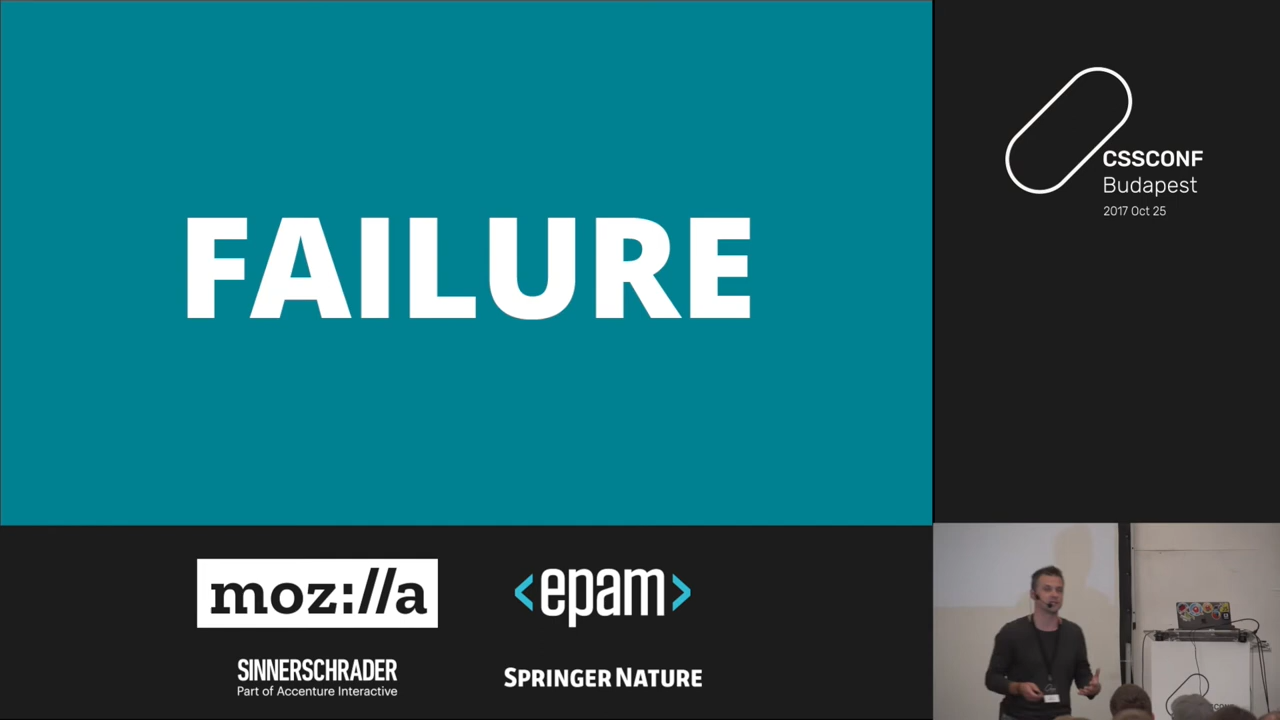 FAILURE
CSSCONF
Budapest
2017 Oct 25
moz://a
<epam>
SINNERSCHRADER
Part of Accenture Interactive
SPRINGER NATURE